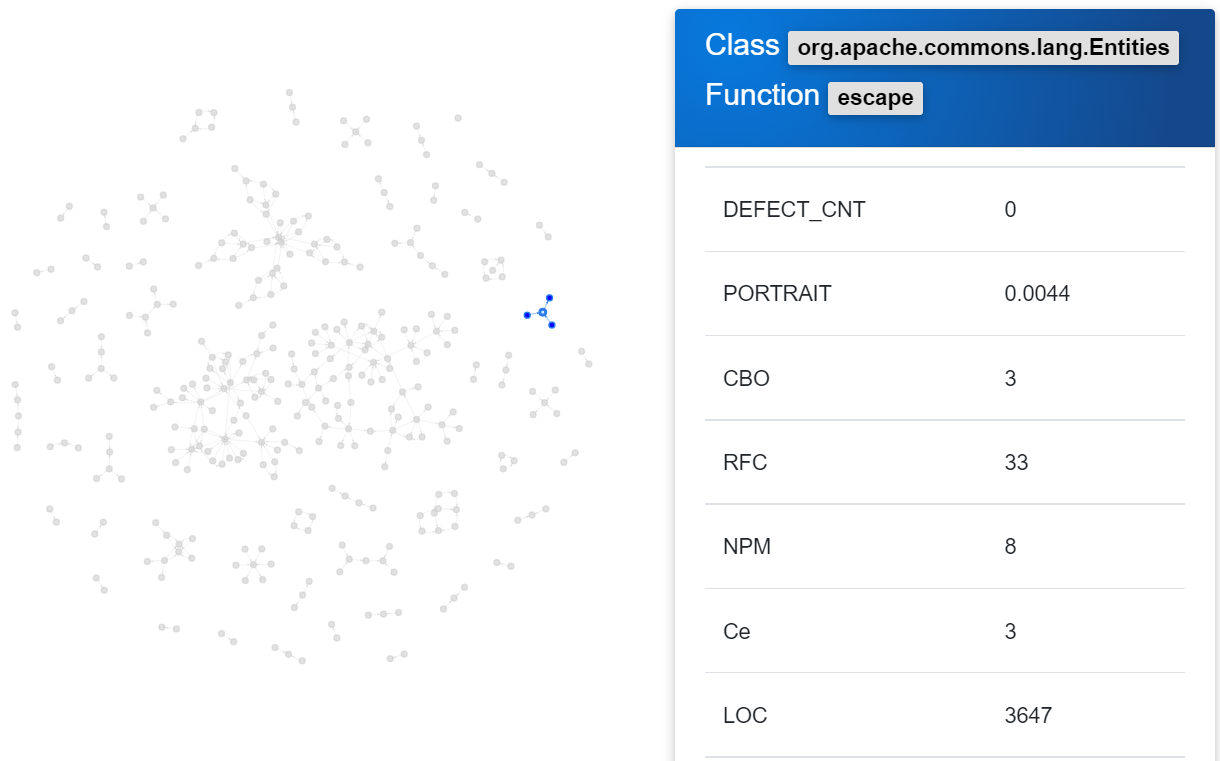 Class org.apache.commons.lang.Entities
Function escape
DEFECT_CNT 0
PORTRAIT 0.0044
CBO 3
RFC 33
NPM 8
Ce 3
LOC 3647